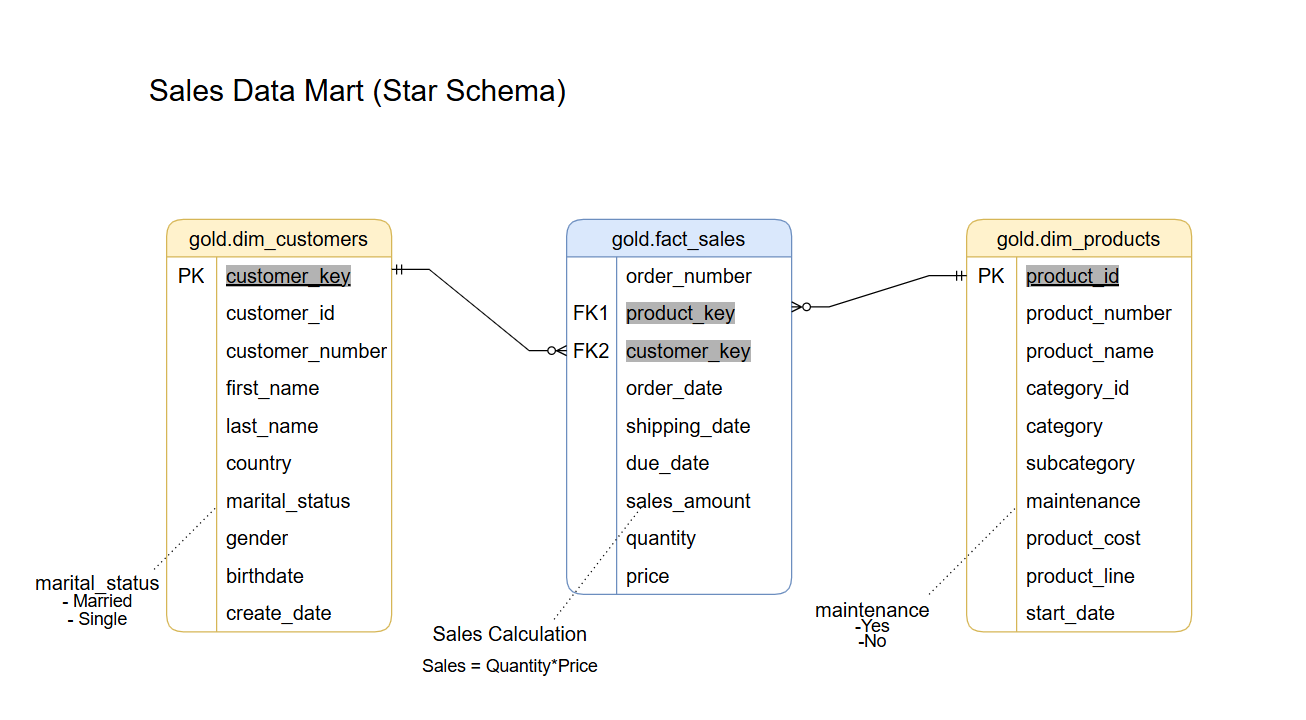 Sales Data Mart (Star Schema)
gold.dim_customers
PK customer_key
customer_id
customer_number
first_name
last_name
country
marital_status
gender
birthdate
create_date
marital_status
- Married
- Single
gold.fact_sales
order_number
FK1 product_key
FK2 customer_key
order_date
shipping_date
due_date
sales_amount
quantity
price
Sales Calculation
Sales = Quantity*Price
gold.dim_products
PK product_id
product_number
product_name
category_id
category
subcategory
maintenance
product_cost
product_line
start_date
maintenance
-Yes
-No